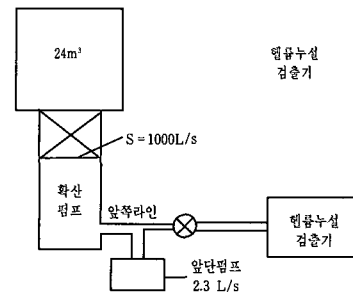 24m³
헬륨누설
검출기
S = 1000L/s
확산
펌프
앞쪽라인
헬륨누설
검출기
앞단펌프
2.3 L/s